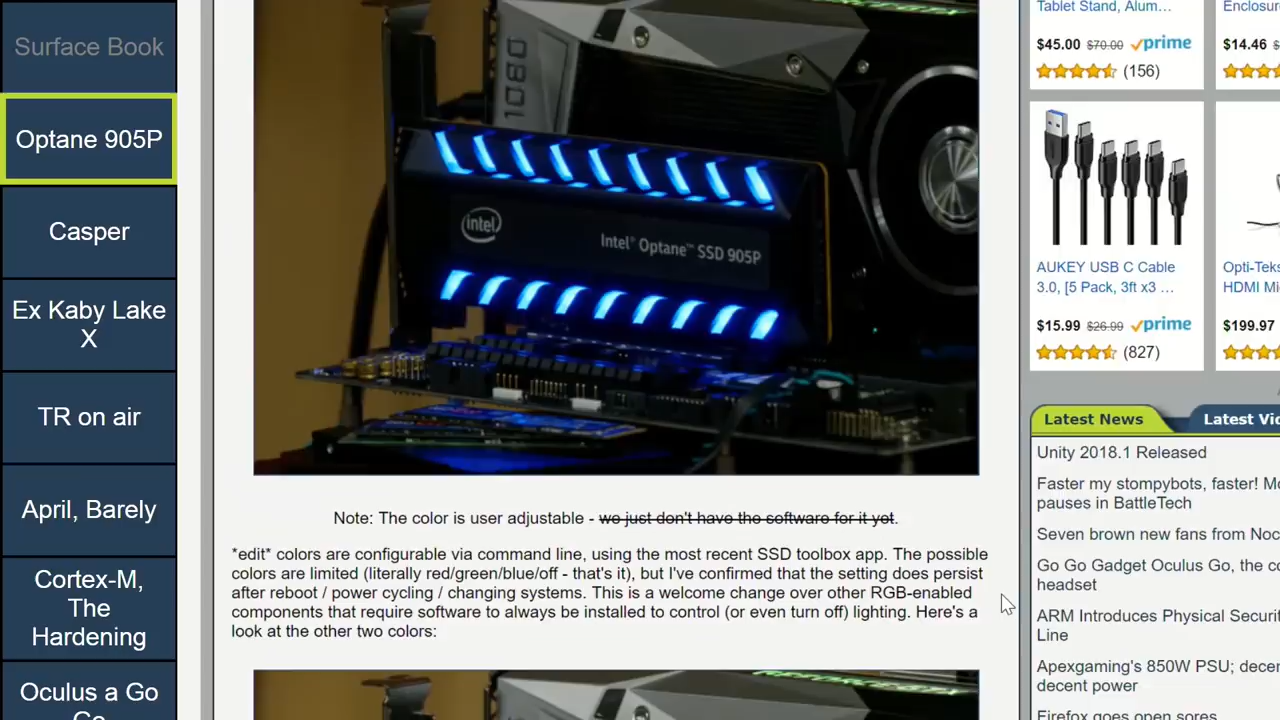 Surface Book
Optane 905P
Casper
Ex Kaby Lake
X
TR on air
April, Barely
Cortex-M,
The
Hardening
Oculus a Go
Go
1080
intel
Intel® Optane™ SSD 905P
Note: The color is user adjustable - we just don't have the software for it yet.
*edit* colors are configurable via command line, using the most recent SSD toolbox app. The possible
colors are limited (literally red/green/blue/off - that's it), but I've confirmed that the setting does persist
after reboot / power cycling / changing systems. This is a welcome change over other RGB-enabled
components that require software to always be installed to control (or even turn off) lighting. Here's a
look at the other two colors:
Tablet Stand, Alum…
$45.00 $70.00 prime
(156)
Enclosur
$14.46
AUKEY USB C Cable
3.0, [5 Pack, 3ft x3 …
$15.99 $26.99 prime
(827)
Opti-Teks
HDMI Mi
$199.97
Latest News
Latest Vi
Unity 2018.1 Released
Faster my stompybots, faster! Mo
pauses in BattleTech
Seven brown new fans from Noc
Go Go Gadget Oculus Go, the co
headset
ARM Introduces Physical Securi
Line
Apexgaming's 850W PSU; decen
decent power
Firefox goes open sores